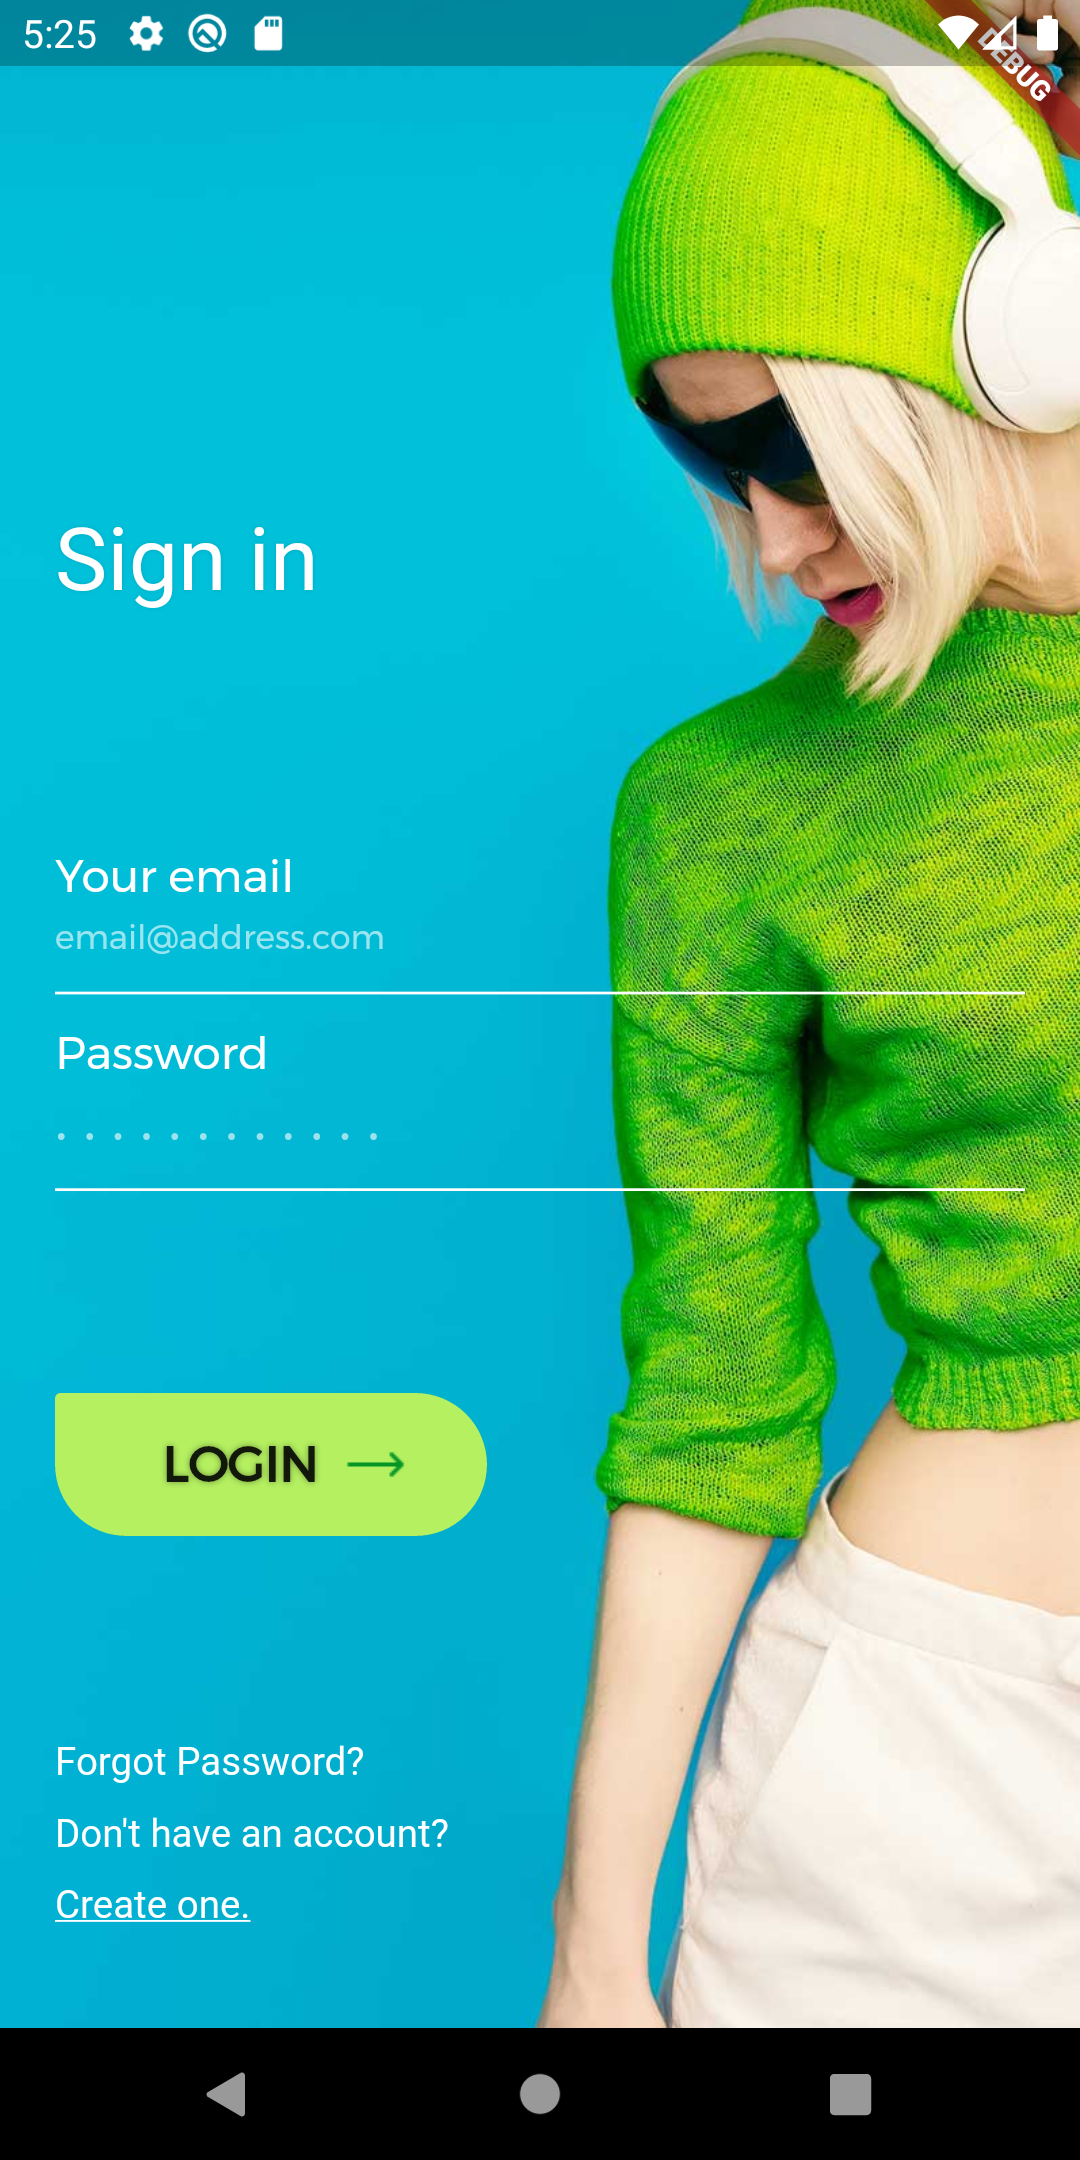 5:25
DEBUG
Sign in
Your email
email@address.com
Password
............
LOGIN
Forgot Password?
Don't have an account?
Create one.